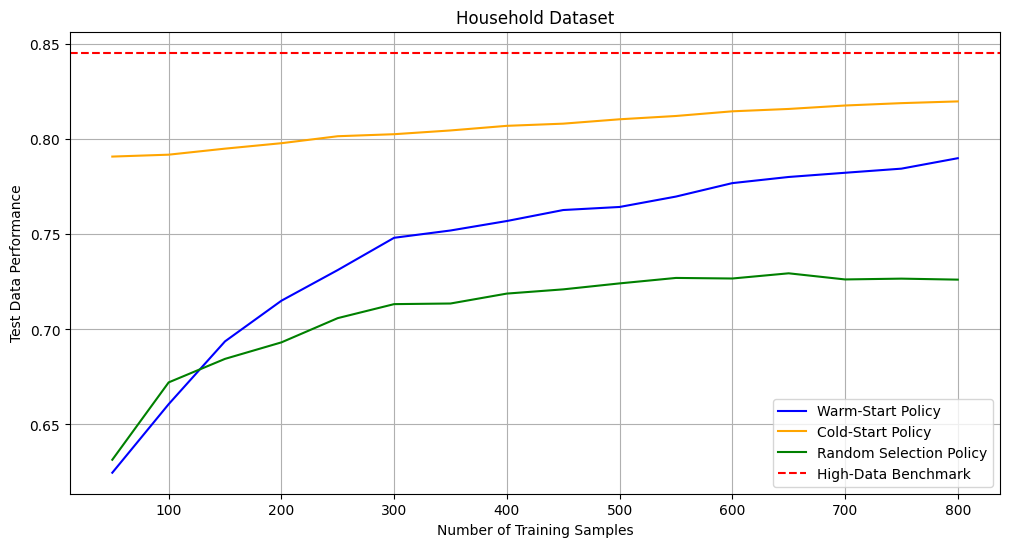 Household Dataset
Test Data Performance
0.85
0.80
0.75
0.70
0.65
100 200 300 400 500 600 700 800
Number of Training Samples
Warm-Start Policy
Cold-Start Policy
Random Selection Policy
High-Data Benchmark